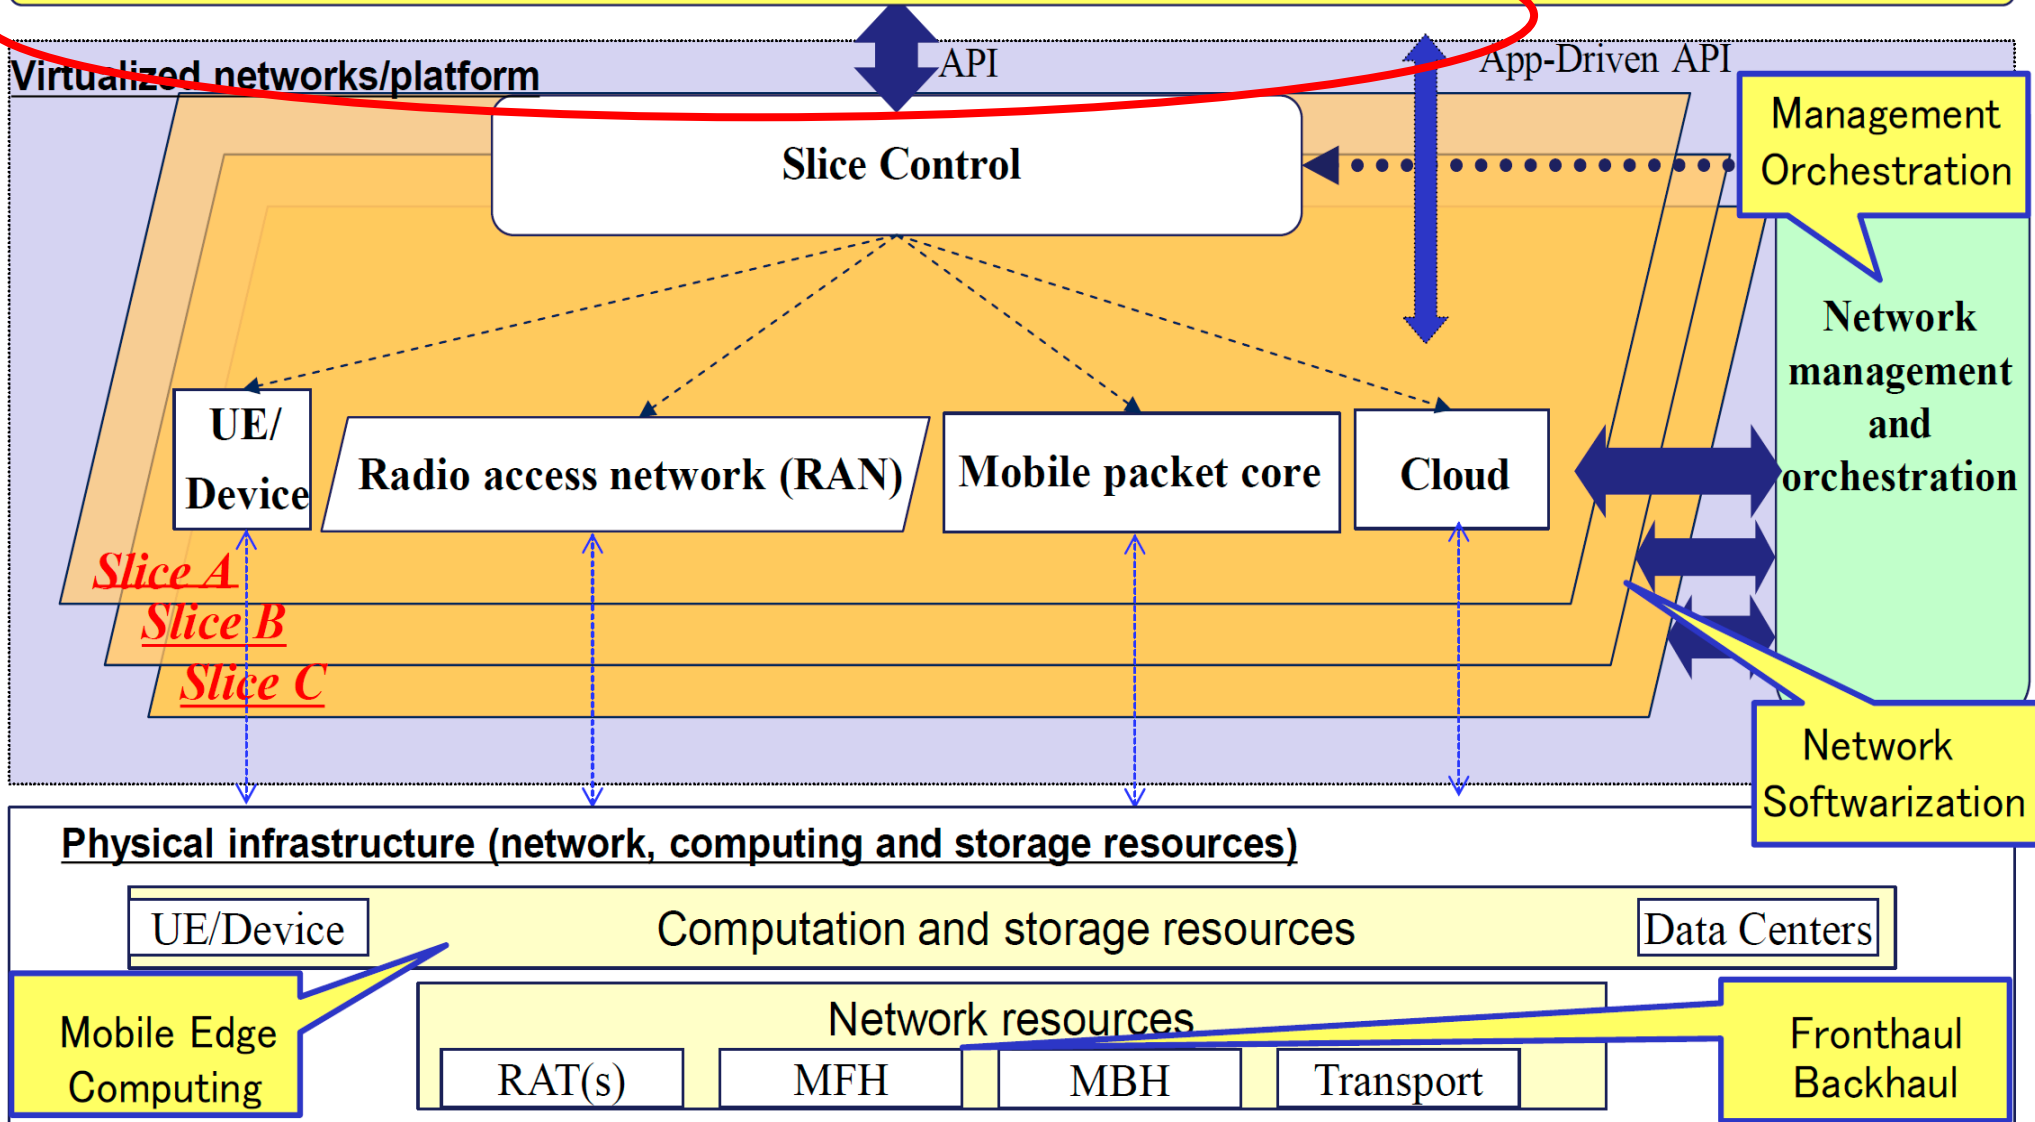 API
App-Driven API
Virtualized networks/platform
Management
Orchestration
Slice Control
Network
management
and
orchestration
UE/
Device
Radio access network (RAN)
Mobile packet core
Cloud
Slice A
Slice B
Slice C
Network
Softwarization
Physical infrastructure (network, computing and storage resources)
UE/Device
Computation and storage resources
Data Centers
Mobile Edge
Computing
Network resources
Fronthaul
Backhaul
RAT(s)
MFH
MBH
Transport